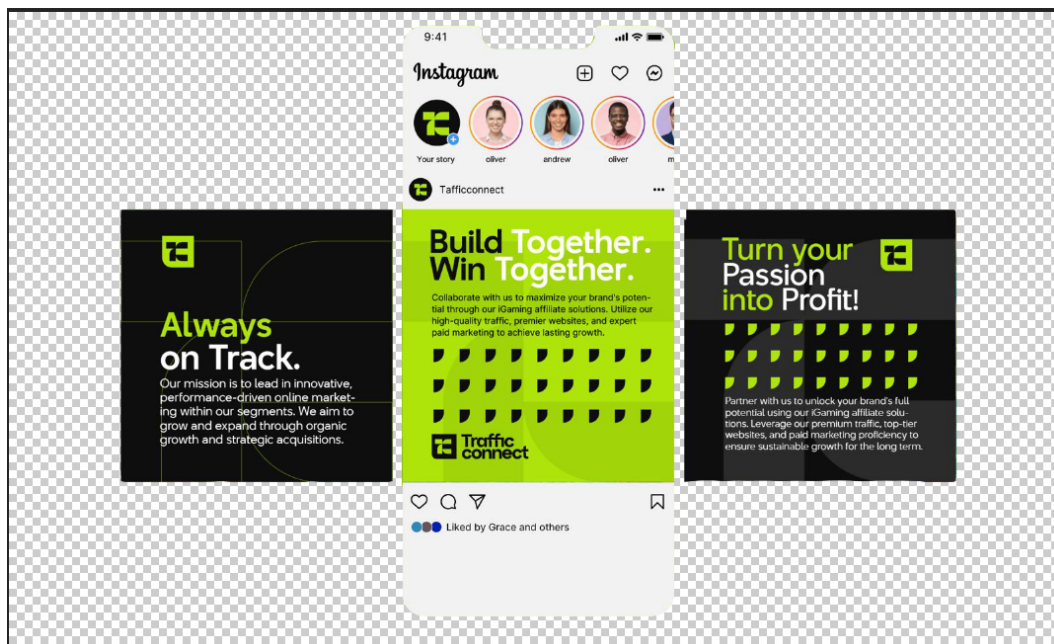 9:41
Instagram
Your story
oliver
andrew
oliver
Tafficconnect
Always
on Track.
Our mission is to lead in innovative,
performance-driven online market-
ing within our segments. We aim to
grow and expand through organic
growth and strategic acquisitions.
Build Together.
Win Together.
Collaborate with us to maximize your brand's poten-
tial through our iGaming affiliate solutions. Utilize our
high-quality traffic, premier websites, and expert
paid marketing to achieve lasting growth.
Traffic
connect
Turn your
Passion
into Profit!
Partner with us to unlock your brand's full
potential using our iGaming affiliate solu-
tions. Leverage our premium traffic, top-tier
websites, and paid marketing proficiency to
ensure sustainable growth for the long term.
Liked by Grace and others